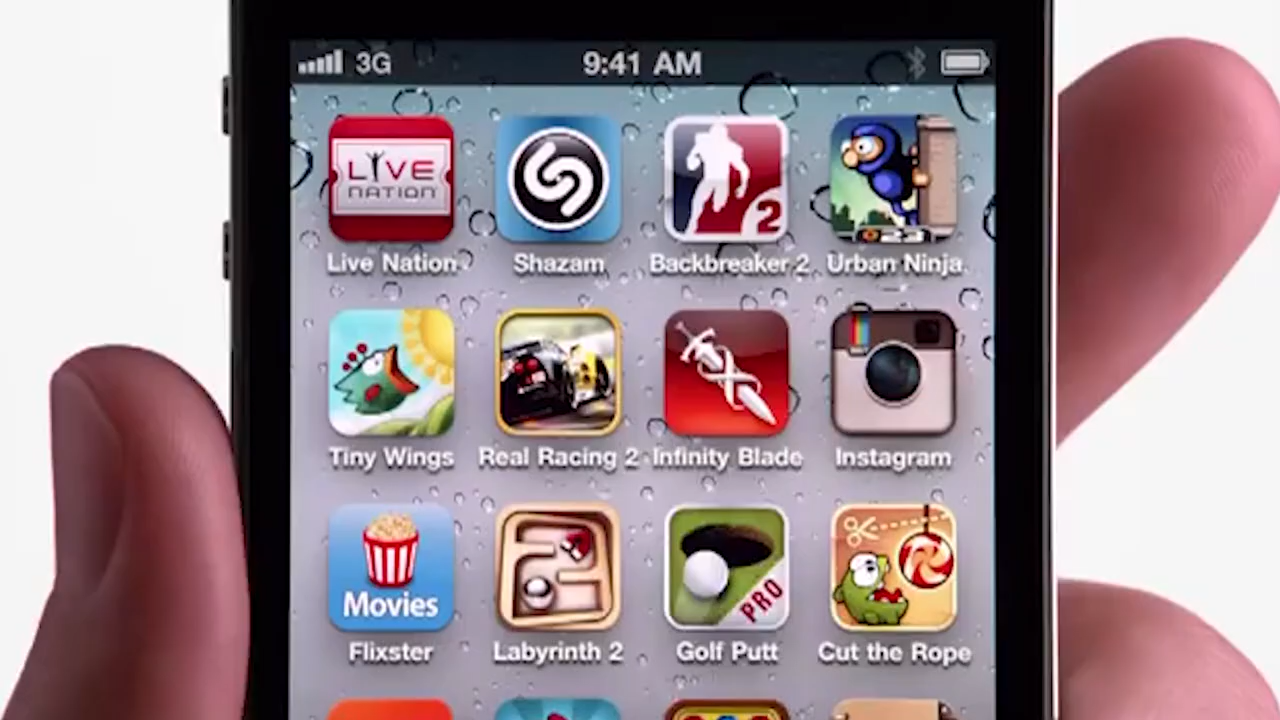 3G 9:41 AM
LIVE
NATION
2
Live Nation Shazam Backbreaker 2 Urban Ninja
Tiny Wings Real Racing 2 Infinity Blade Instagram
Movies
PRO
Flixster Labyrinth 2 Golf Putt Cut the Rope